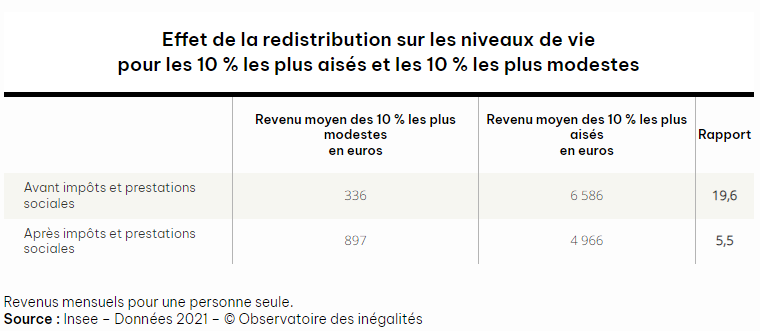 Effet de la redistribution sur les niveaux de vie
pour les 10 % les plus aisés et les 10 % les plus modestes
Revenu moyen des 10 % les plus
modestes
en euros
Revenu moyen des 10 % les plus
aisés
en euros
Rapport
Avant impôts et prestations
sociales
336
6 586
19,6
Après impôts et prestations
sociales
897
4 966
5,5
Revenus mensuels pour une personne seule.
Source : Insee – Données 2021 – © Observatoire des inégalités